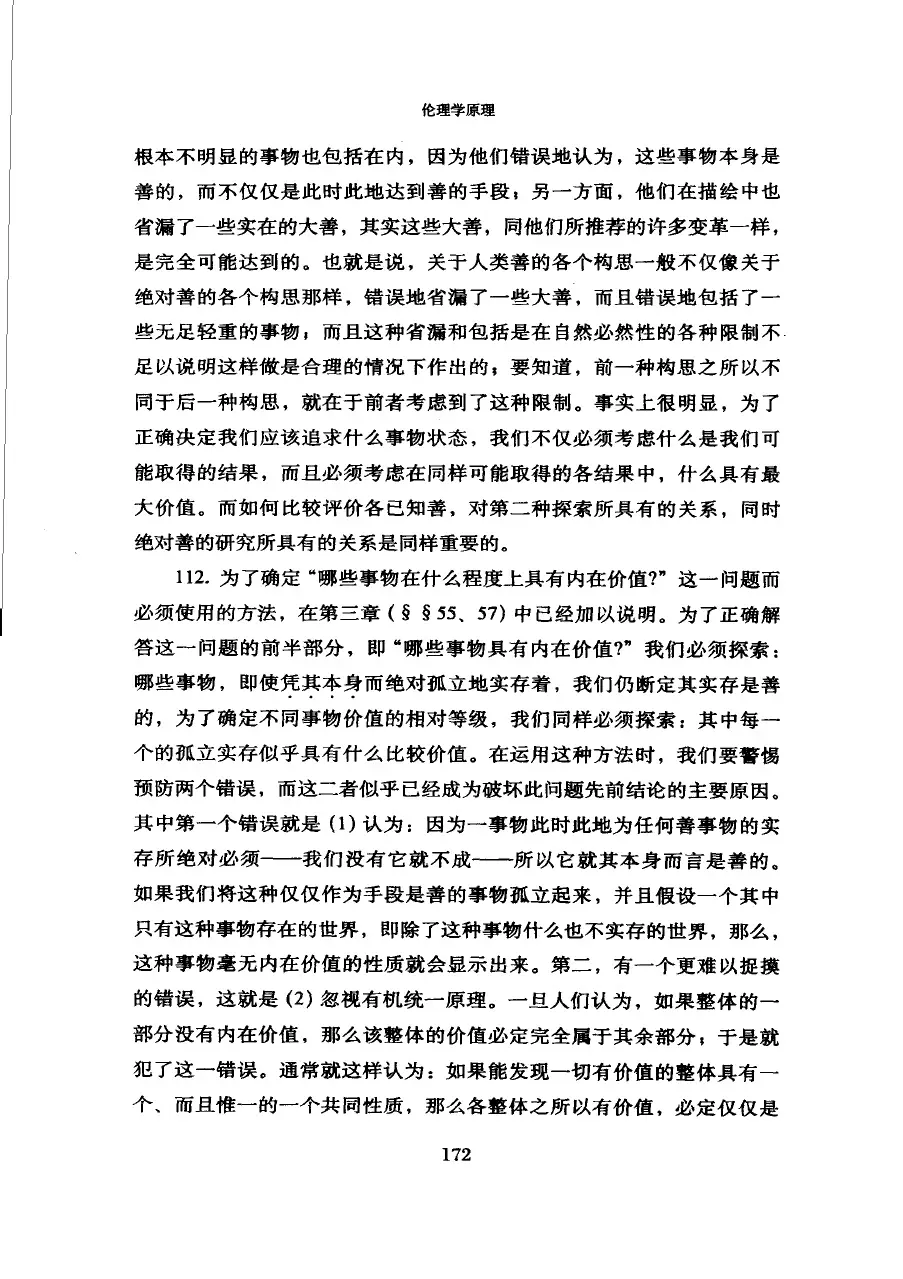 伦理学原理
根本不明显的事物也包括在内，因为他们错误地认为，这些事物本身是
善的，而不仅仅是此时此地达到善的手段；另一方面，他们在描绘中也
省漏了一些实在的大善，其实这些大善，同他们所推荐的许多变革一样，
是完全可能达到的。也就是说，关于人类善的各个构思一般不仅像关于
绝对善的各个构思那样，错误地省漏了一些大善，而且错误地包括了一
些无足轻重的事物；而且这种省漏和包括是在自然必然性的各种限制不
足以说明这样做是合理的情况下作出的；要知道，前一种构思之所以不
同于后一种构思，就在于前者考虑到了这种限制。事实上很明显，为了
正确决定我们应该追求什么事物状态，我们不仅必须考虑什么是我们可
能取得的结果，而且必须考虑在同样可能取得的各结果中，什么具有最
大价值。而如何比较评价各已知善，对第二种探索所具有的关系，同时
绝对善的研究所具有的关系是同样重要的。
112. 为了确定“哪些事物在什么程度上具有内在价值?”这一问题而
必须使用的方法，在第三章(§§55、57)中已经加以说明。为了正确解
答这一问题的前半部分，即“哪些事物具有内在价值?”我们必须探索：
哪些事物，即使凭其本身而绝对孤立地实存着，我们仍断定其实存是善
的，为了确定不同事物价值的相对等级，我们同样必须探索：其中每一
个的孤立实存似乎具有什么比较价值。在运用这种方法时，我们要警惕
预防两个错误，而这二者似乎已经成为破坏此问题先前结论的主要原因。
其中第一个错误就是(1)认为：因为一事物此时此地为任何善事物的实
存所绝对必须——我们没有它就不成——所以它就其本身而言是善的。
如果我们将这种仅仅作为手段是善的事物孤立起来，并且假设一个其中
只有这种事物存在的世界，即除了这种事物什么也不实存的世界，那么，
这种事物毫无内在价值的性质就会显示出来。第二，有一个更难以捉摸
的错误，这就是(2)忽视有机统一原理。一旦人们认为，如果整体的一
部分没有内在价值，那么该整体的价值必定完全属于其余部分；于是就
犯了这一错误。通常就这样认为：如果能发现一切有价值的整体具有一
个、而且惟一的一个共同性质，那么各整体之所以有价值，必定仅仅是
172